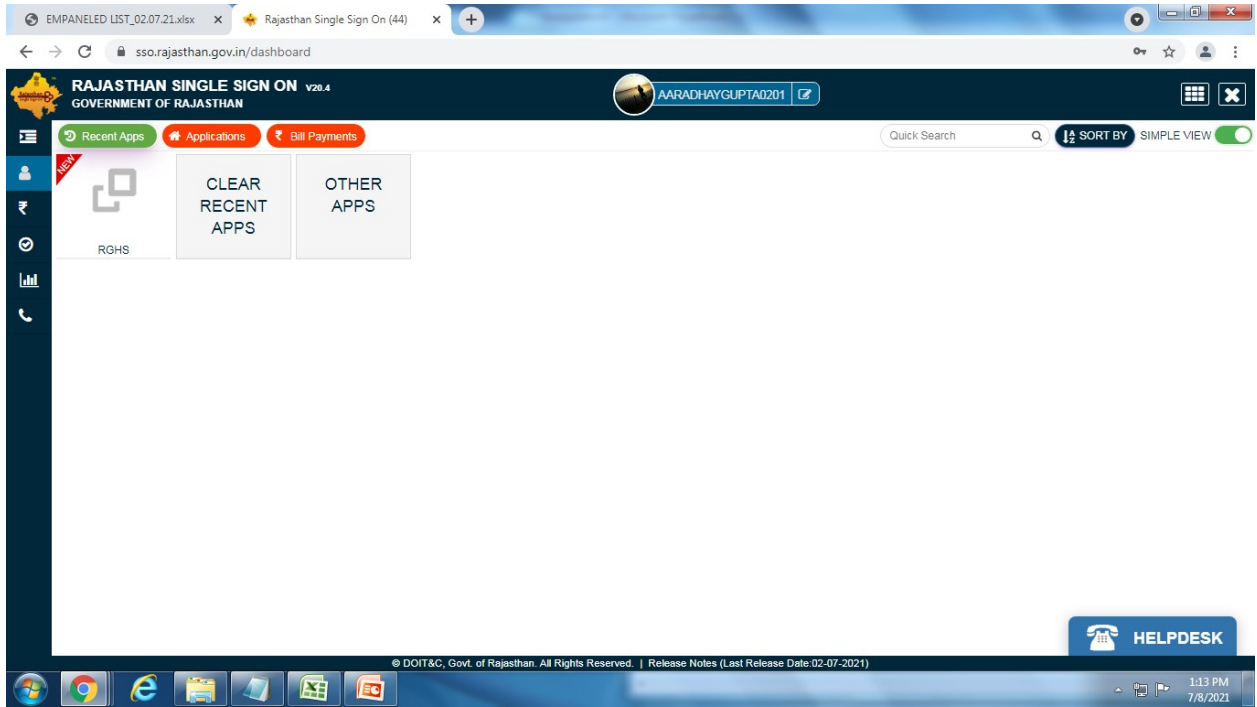 EMPANELED LIST_02.07.21.xlsx
Rajasthan Single Sign On (44)
sso.rajasthan.gov.in/dashboard
RAJASTHAN SINGLE SIGN ON V20.4
GOVERNMENT OF RAJASTHAN
AARADHAYGUPTA0201
Recent Apps
Applications
₹ Bill Payments
Quick Search
SORT BY
SIMPLE VIEW
NEW
RGHS
CLEAR
RECENT
APPS
OTHER
APPS
₹
HELPDESK
© DOIT&C, Govt. of Rajasthan. All Rights Reserved. | Release Notes (Last Release Date:02-07-2021)
1:13 PM
7/8/2021